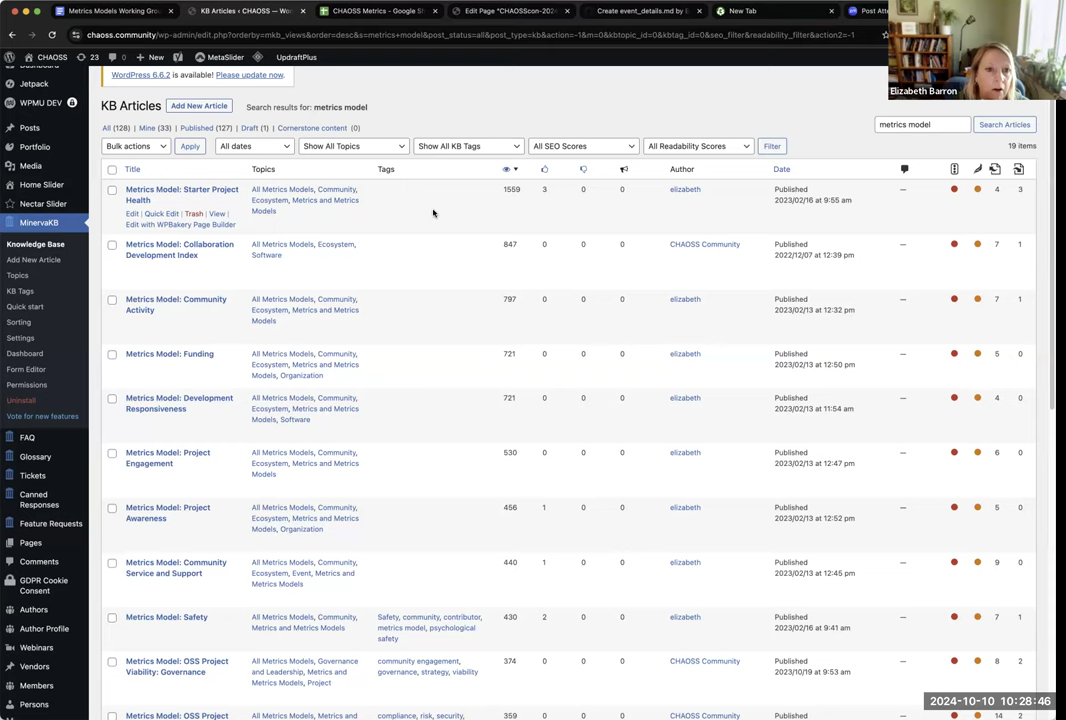 Metrics Models Working Grou
KB Articles ‹ CHAOSS — Wor
CHAOSS Metrics - Google Sh
Edit Page "CHAOSScon-2026
Create event_details.md by E
New Tab
Post Atte
chaoss.community/wp-admin/edit.php?orderby=mkb_views&order=desc&s=metrics+model&post_status=all&post_type=kb&action=-1&m=0&kbtopic_id=0&kbtag_id=0&seo_filter&readability_filter&action2=-1
CHAOSS
23
0
New
MetaSlider
UpdraftPlus
Elizabeth Barron
Dashboard
Jetpack
WPMU DEV
Posts
Portfolio
Media
Home Slider
Nectar Slider
MinervaKB
Knowledge Base
Add New Article
Topics
KB Tags
Quick start
Sorting
Settings
Dashboard
Form Editor
Permissions
Uninstall
Vote for new features
FAQ
Glossary
Tickets
Canned
Responses
Feature Requests
Pages
Comments
GDPR Cookie
Consent
Authors
Author Profile
Webinars
Vendors
Members
Persons
WordPress 6.6.2 is available! Please update now.
KB Articles
Add New Article
Search results for: metrics model
All (128) | Mine (33) | Published (127) | Draft (1) | Cornerstone content (0)
metrics model
Search Articles
Bulk actions
Apply
All dates
Show All Topics
Show All KB Tags
All SEO Scores
All Readability Scores
Filter
19 items
Title
Topics
Tags
Author
Date
Metrics Model: Starter Project
Health
Edit | Quick Edit | Trash | View |
Edit with WPBakery Page Builder
All Metrics Models, Community,
Ecosystem, Metrics and Metrics
Models
1559 3 0 0
elizabeth
Published
2023/02/16 at 9:55 am
— 4 3
Metrics Model: Collaboration
Development Index
All Metrics Models, Ecosystem,
Software
847 0 0 0
CHAOSS Community
Published
2022/12/07 at 12:39 pm
— 7 1
Metrics Model: Community
Activity
All Metrics Models, Community,
Ecosystem, Metrics and Metrics
Models
797 0 0 0
elizabeth
Published
2023/02/13 at 12:32 pm
— 7 1
Metrics Model: Funding
All Metrics Models, Community,
Ecosystem, Metrics and Metrics
Models, Organization
721 0 0 0
elizabeth
Published
2023/02/13 at 12:50 pm
— 5 0
Metrics Model: Development
Responsiveness
All Metrics Models, Community,
Ecosystem, Metrics and Metrics
Models, Software
721 0 0 0
elizabeth
Published
2023/02/13 at 11:54 am
— 4 0
Metrics Model: Project
Engagement
All Metrics Models, Community,
Ecosystem, Metrics and Metrics
Models
530 0 0 0
elizabeth
Published
2023/02/13 at 12:47 pm
— 6 0
Metrics Model: Project
Awareness
All Metrics Models, Community,
Ecosystem, Metrics and Metrics
Models, Organization
456 1 0 0
elizabeth
Published
2023/02/13 at 12:52 pm
— 5 0
Metrics Model: Community
Service and Support
All Metrics Models, Community,
Ecosystem, Event, Metrics and
Metrics Models
440 1 0 0
elizabeth
Published
2023/02/13 at 12:45 pm
— 9 0
Metrics Model: Safety
All Metrics Models, Community,
Metrics and Metrics Models
Safety, community, contributor,
metrics model, psychological
safety
430 2 0 0
elizabeth
Published
2023/02/16 at 9:41 am
— 7 1
Metrics Model: OSS Project
Viability: Governance
All Metrics Models, Governance
and Leadership, Metrics and
Metrics Models, Project
community engagement,
governance, strategy, viability
374 0 0 0
CHAOSS Community
Published
2023/10/19 at 9:53 am
— 8 2
Metrics Model: OSS Project
All Metrics Models, Metrics and
compliance, risk, security,
359 0 0 0
CHAOSS Community
Published
— 14
2024-10-10 10:28:46